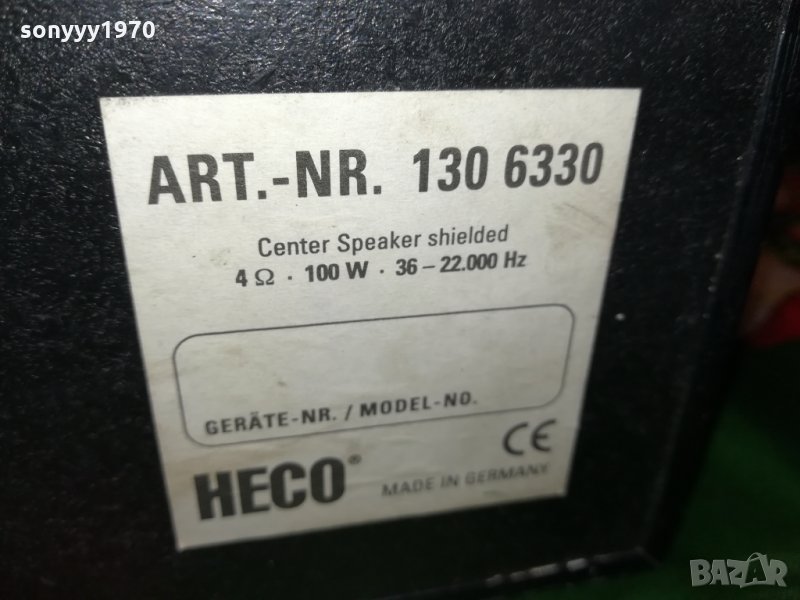 sonyyy1970
ART.-NR. 130 6330
Center Speaker shielded
4 Ω · 100 W · 36 – 22.000 Hz
GERÄTE-NR. / MODEL-NO.
CE
HECO® MADE IN GERMANY
BAZAR